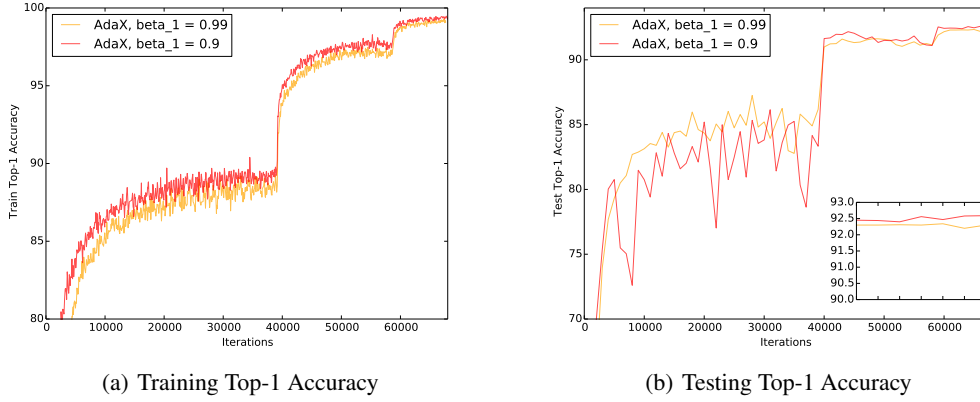 100
95
90
85
80
Train Top-1 Accuracy
AdaX, beta_1 = 0.99
AdaX, beta_1 = 0.9
0 10000 20000 30000 40000 50000 60000
Iterations
(a) Training Top-1 Accuracy
90
85
80
75
70
Test Top-1 Accuracy
AdaX, beta_1 = 0.99
AdaX, beta_1 = 0.9
93.0
92.5
92.0
91.5
91.0
90.5
90.0
0 10000 20000 30000 40000 50000 60000
Iterations
(b) Testing Top-1 Accuracy